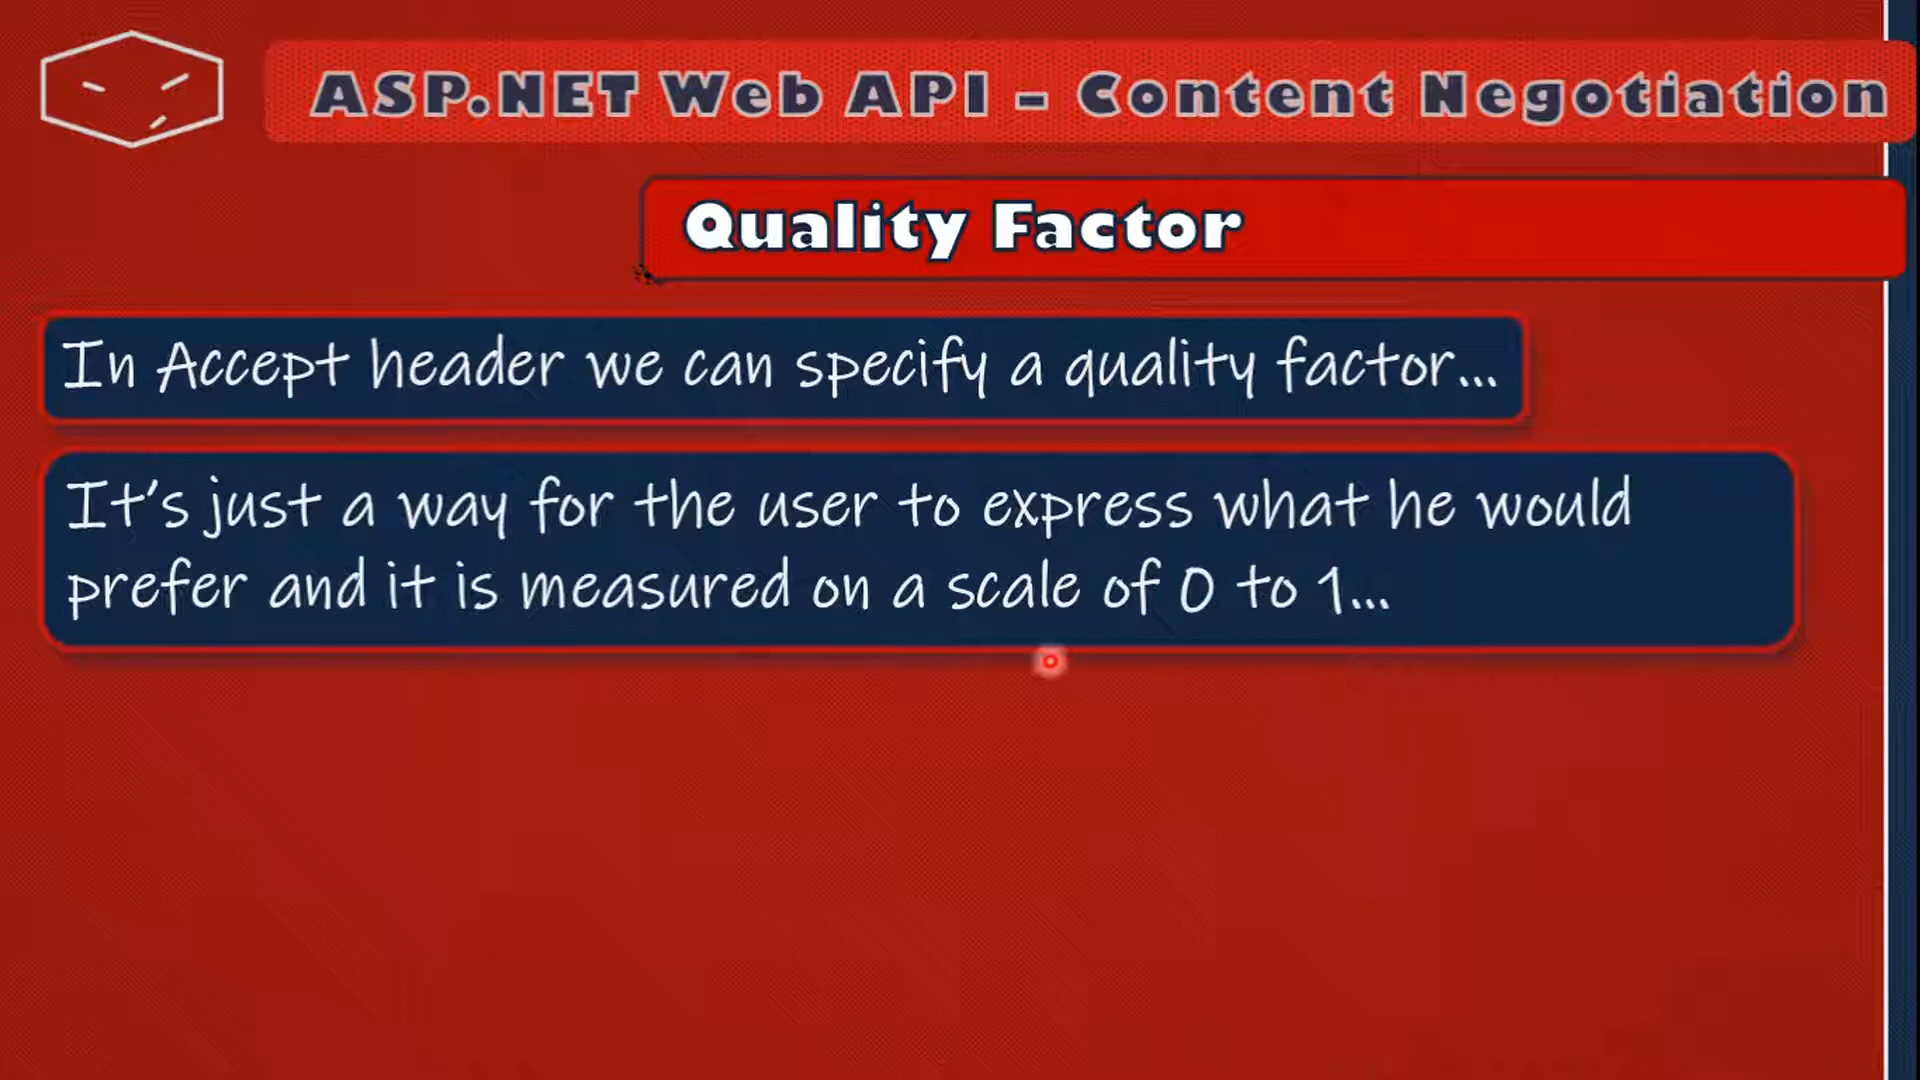 ASP.NET Web API - Content Negotiation
Quality Factor
In Accept header we can specify a quality factor...
It's just a way for the user to express what he would
prefer and it is measured on a scale of 0 to 1...